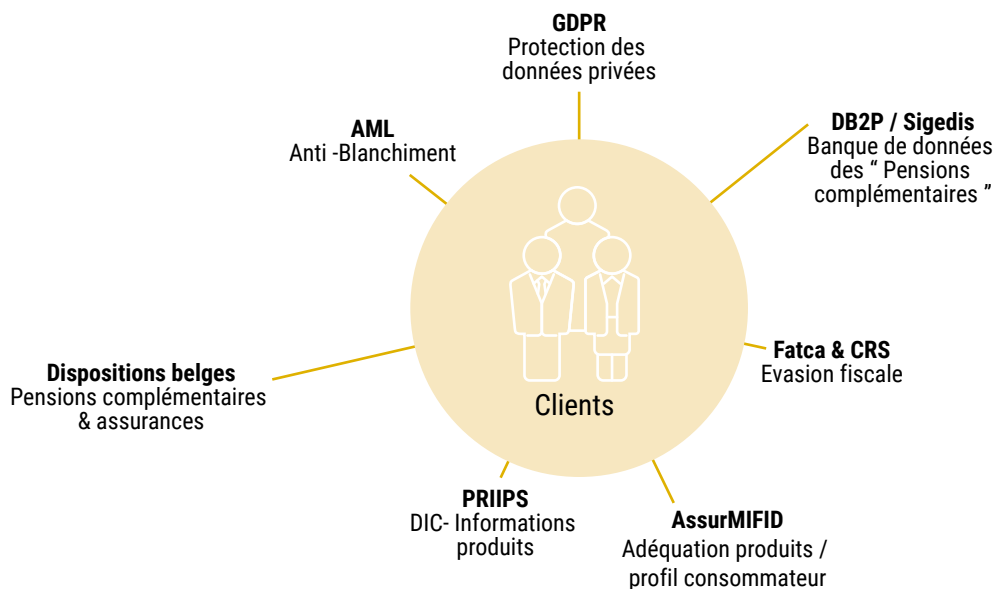 GDPR
Protection des
données privées
AML
Anti -Blanchiment
DB2P / Sigedis
Banque de données
des “ Pensions
complémentaires ”
Dispositions belges
Pensions complémentaires
& assurances
Fatca & CRS
Evasion fiscale
Clients
PRIIPS
DIC- Informations
produits
AssurMIFID
Adéquation produits /
profil consommateur